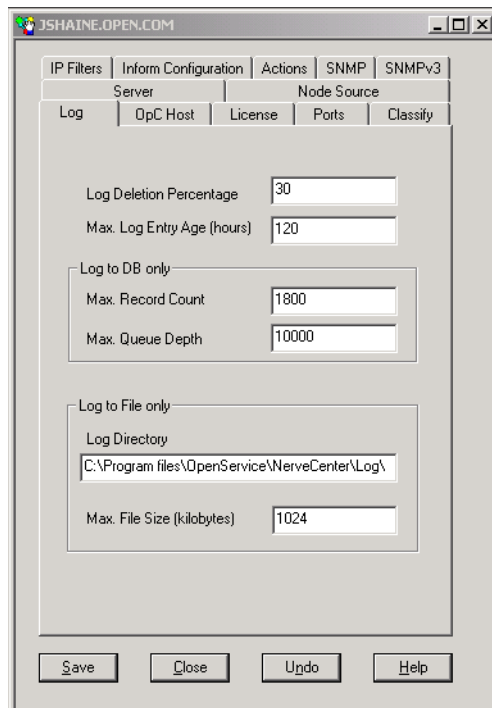 JSHAINE.OPEN.COM
IP Filters Inform Configuration Actions SNMP SNMPv3
Server Node Source
Log OpC Host License Ports Classify
Log Deletion Percentage 30
Max. Log Entry Age (hours) 120
Log to DB only
Max. Record Count 1800
Max. Queue Depth 10000
Log to File only
Log Directory
C:\Program files\OpenService\NerveCenter\Log\
Max. File Size (kilobytes) 1024
Save Close Undo Help